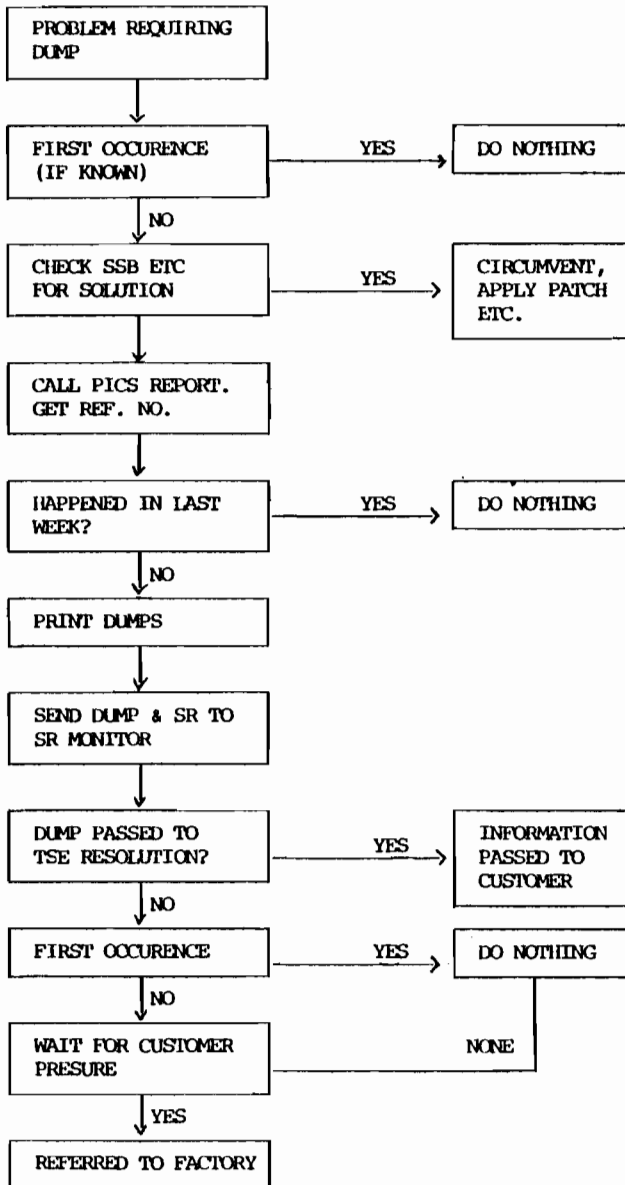 PROBLEM REQUIRING
DUMP
FIRST OCCURENCE
(IF KNOWN)
YES
DO NOTHING
NO
CHECK SSB ETC
FOR SOLUTION
YES
CIRCUMVENT,
APPLY PATCH
ETC.
CALL PICS REPORT.
GET REF. NO.
HAPPENED IN LAST
WEEK?
YES
DO NOTHING
NO
PRINT DUMPS
SEND DUMP & SR TO
SR MONITOR
DUMP PASSED TO
TSE RESOLUTION?
YES
INFORMATION
PASSED TO
CUSTOMER
NO
FIRST OCCURENCE
YES
DO NOTHING
NO
WAIT FOR CUSTOMER
PRESURE
NONE
YES
REFERRED TO FACTORY